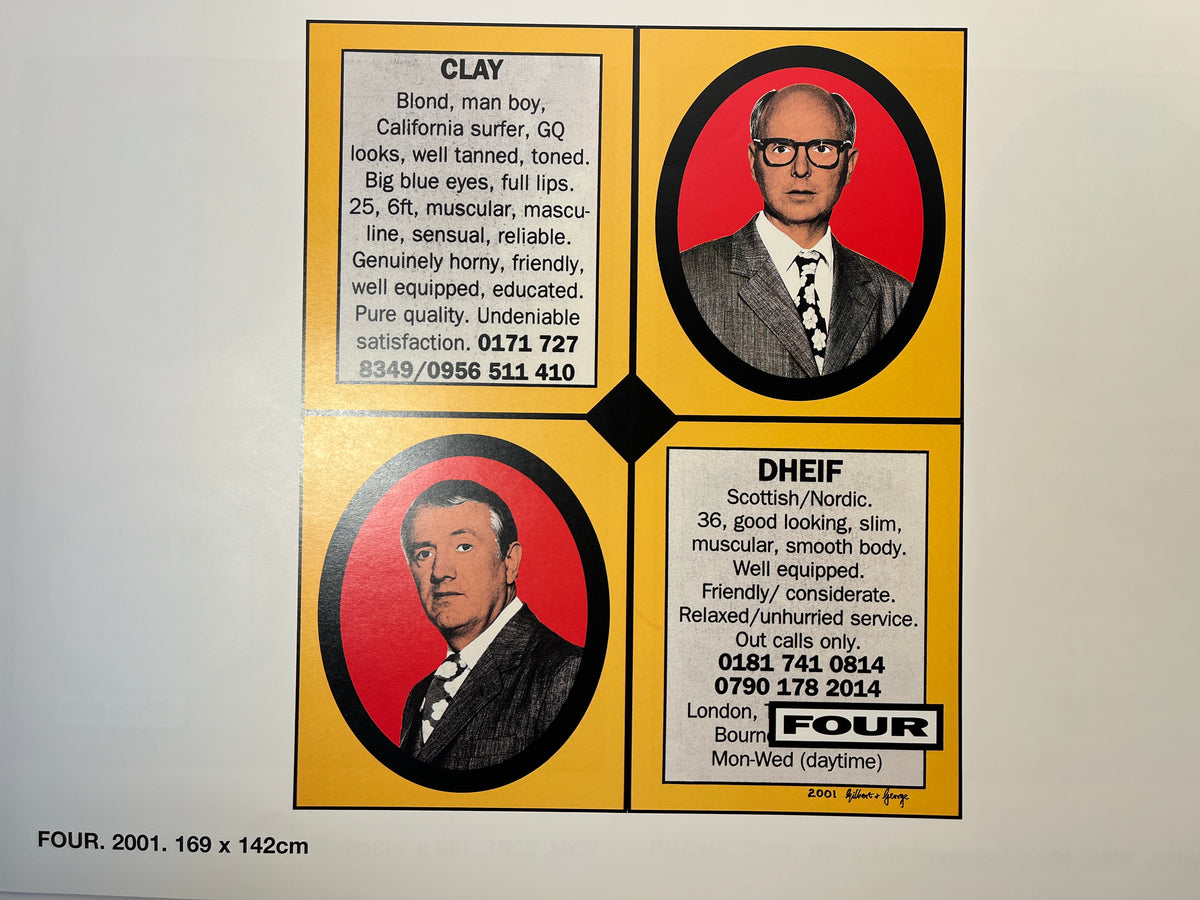 CLAY
Blond, man boy,
California surfer, GQ
looks, well tanned, toned.
Big blue eyes, full lips.
25, 6ft, muscular, mascu-
line, sensual, reliable.
Genuinely horny, friendly,
well equipped, educated.
Pure quality. Undeniable
satisfaction. 0171 727
8349/0956 511 410
DHEIF
Scottish/Nordic.
36, good looking, slim,
muscular, smooth body.
Well equipped.
Friendly/ considerate.
Relaxed/unhurried service.
Out calls only.
0181 741 0814
0790 178 2014
London,
Bourn
FOUR
Mon-Wed (daytime)
2001 Gilbert + George
FOUR. 2001. 169 x 142cm